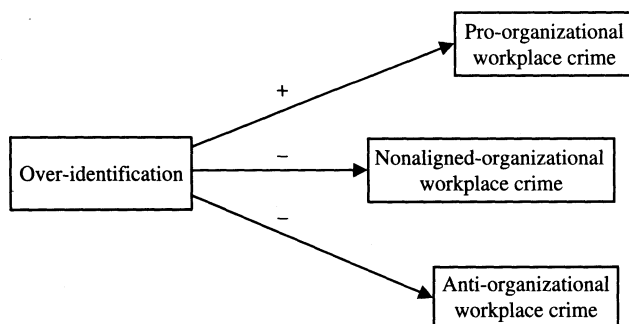 Pro-organizational
workplace crime
+
Over-identification
–
Nonaligned-organizational
workplace crime
–
Anti-organizational
workplace crime